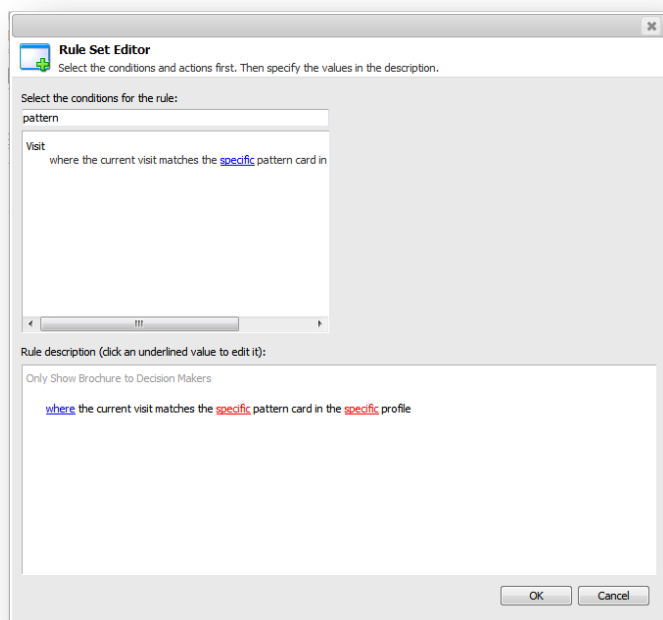 Rule Set Editor
Select the conditions and actions first. Then specify the values in the description.
Select the conditions for the rule:
pattern
Visit
where the current visit matches the specific pattern card in
Rule description (click an underlined value to edit it):
Only Show Brochure to Decision Makers
where the current visit matches the specific pattern card in the specific profile
OK
Cancel